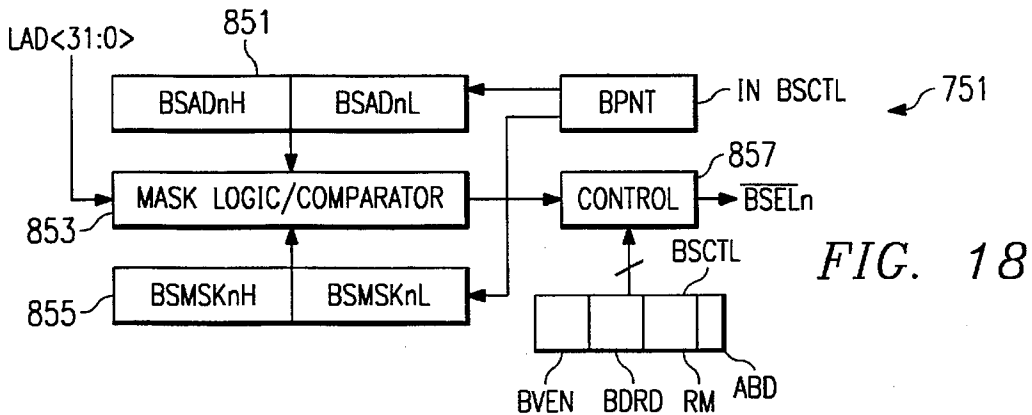 851
LAD<31:0>
BSADnH BSADnL BPNT IN BSCTL 751
857
MASK LOGIC/COMPARATOR CONTROL BSELn
853
BSCTL
FIG. 18
855 BSMSKnH BSMSKnL
BVEN BDRD RM ABD